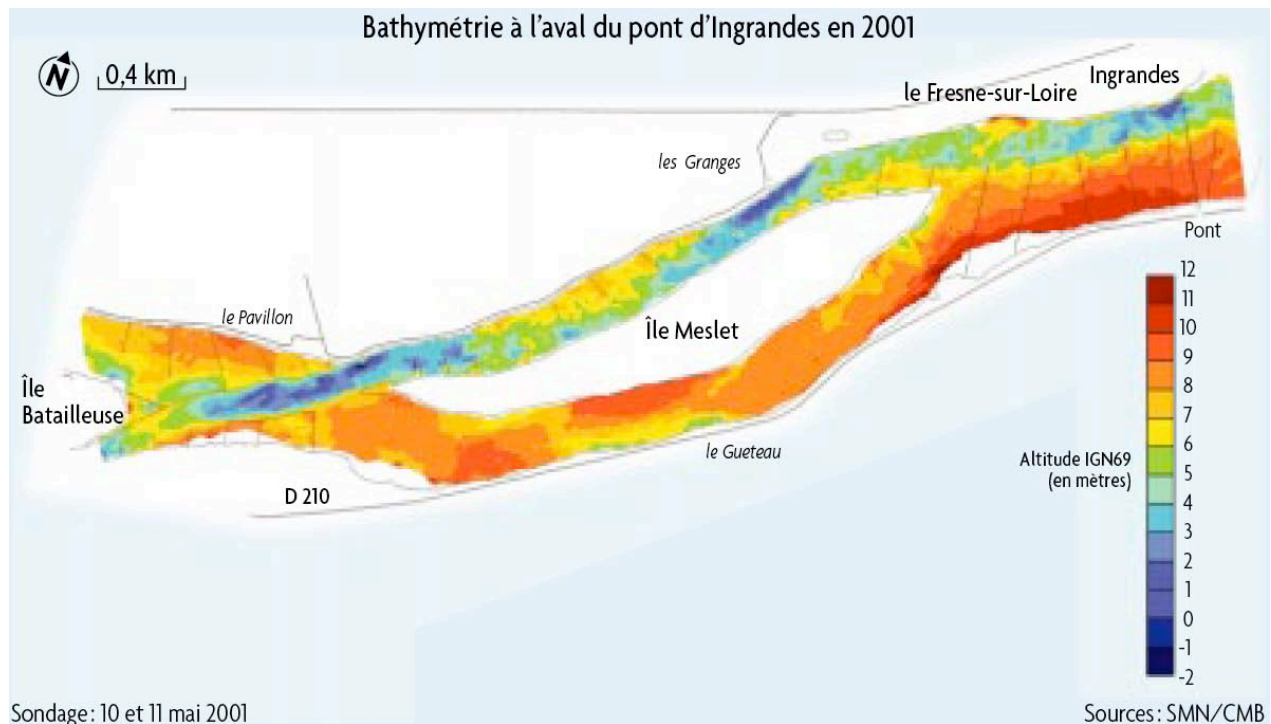 Bathymétrie à l'aval du pont d'Ingrandes en 2001
N
0,4 km
Ingrandes
le Fresne-sur-Loire
les Granges
Pont
le Pavillon
Île Meslet
Île
Batailleuse
le Gueteau
D 210
Altitude IGN69
(en mètres)
12
11
10
9
8
7
6
5
4
3
2
1
0
-1
-2
Sondage : 10 et 11 mai 2001
Sources : SMN/CMB